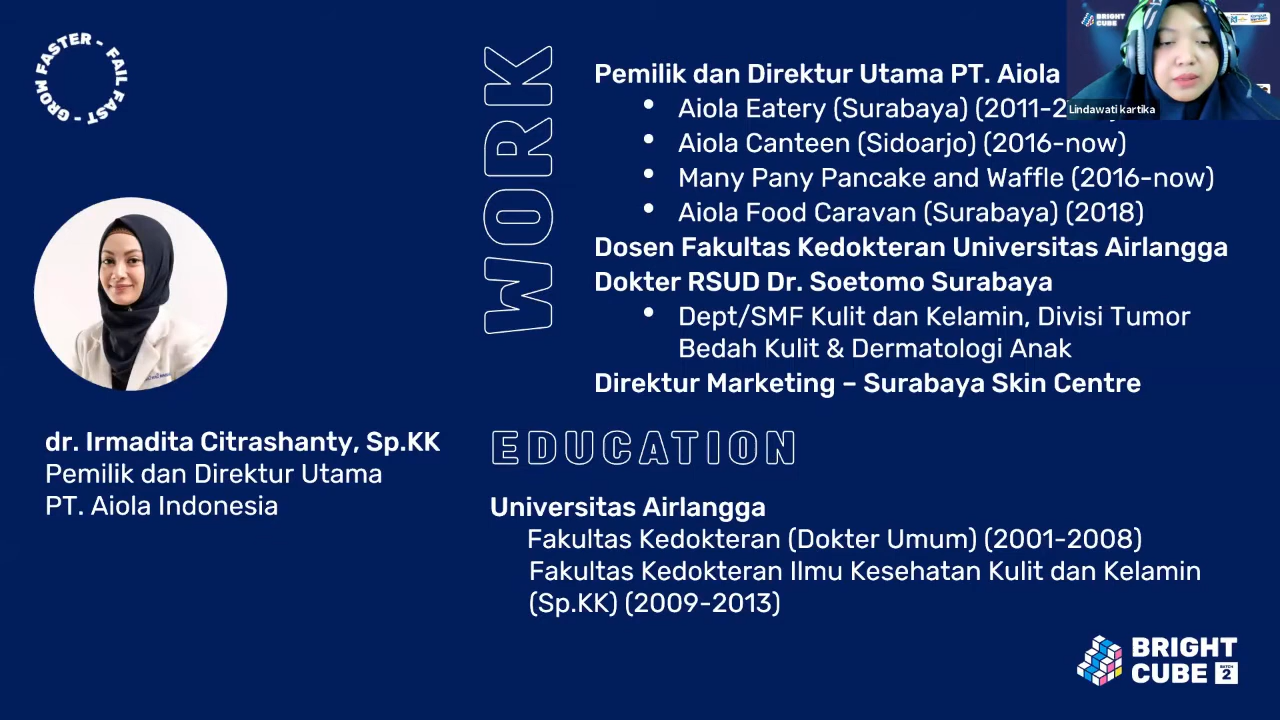 GROW FASTER - FAIL FAST -
WORK
Pemilik dan Direktur Utama PT. Aiola
• Aiola Eatery (Surabaya) (2011-2
• Aiola Canteen (Sidoarjo) (2016-now)
• Many Pany Pancake and Waffle (2016-now)
• Aiola Food Caravan (Surabaya) (2018)
Dosen Fakultas Kedokteran Universitas Airlangga
Dokter RSUD Dr. Soetomo Surabaya
• Dept/SMF Kulit dan Kelamin, Divisi Tumor
Bedah Kulit & Dermatologi Anak
Direktur Marketing – Surabaya Skin Centre
dr. Irmadita Citrashanty, Sp.KK
Pemilik dan Direktur Utama
PT. Aiola Indonesia
EDUCATION
Universitas Airlangga
Fakultas Kedokteran (Dokter Umum) (2001-2008)
Fakultas Kedokteran Ilmu Kesehatan Kulit dan Kelamin
(Sp.KK) (2009-2013)
BRIGHT
CUBE
BATCH
2
BRIGHT
CUBE
Lindawati kartika